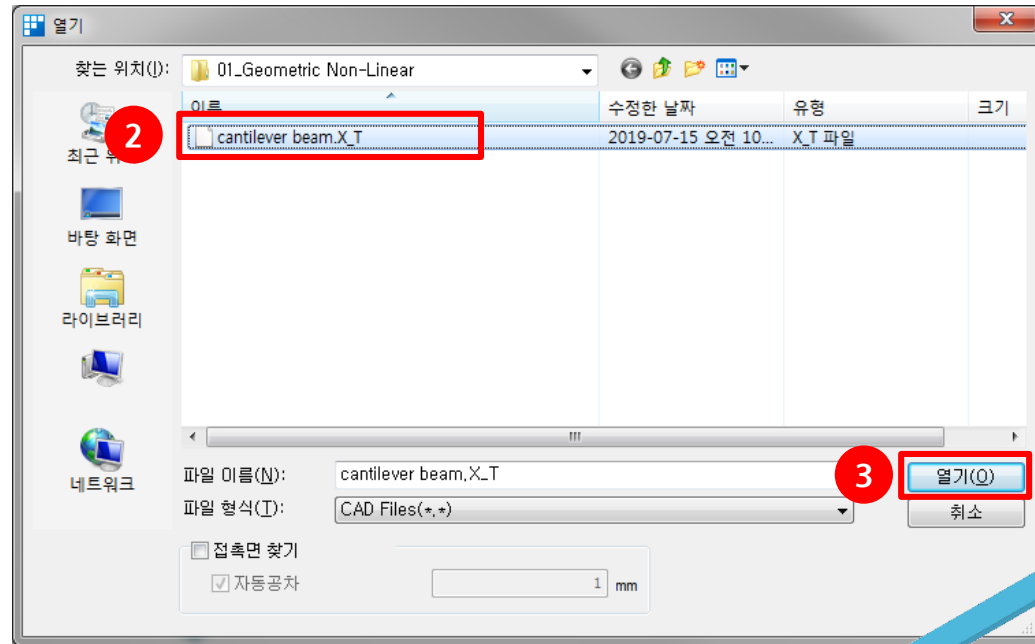 열기
찾는 위치(I):
01_Geometric Non-Linear
이름
수정한 날짜
유형
크기
2
cantilever beam.X_T
2019-07-15 오전 10...
X_T 파일
최근
바탕 화면
라이브러리
네트워크
파일 이름(N):
cantilever beam.X_T
3
열기(O)
파일 형식(T):
CAD Files(*.*)
취소
접촉면 찾기
자동공차
1 mm